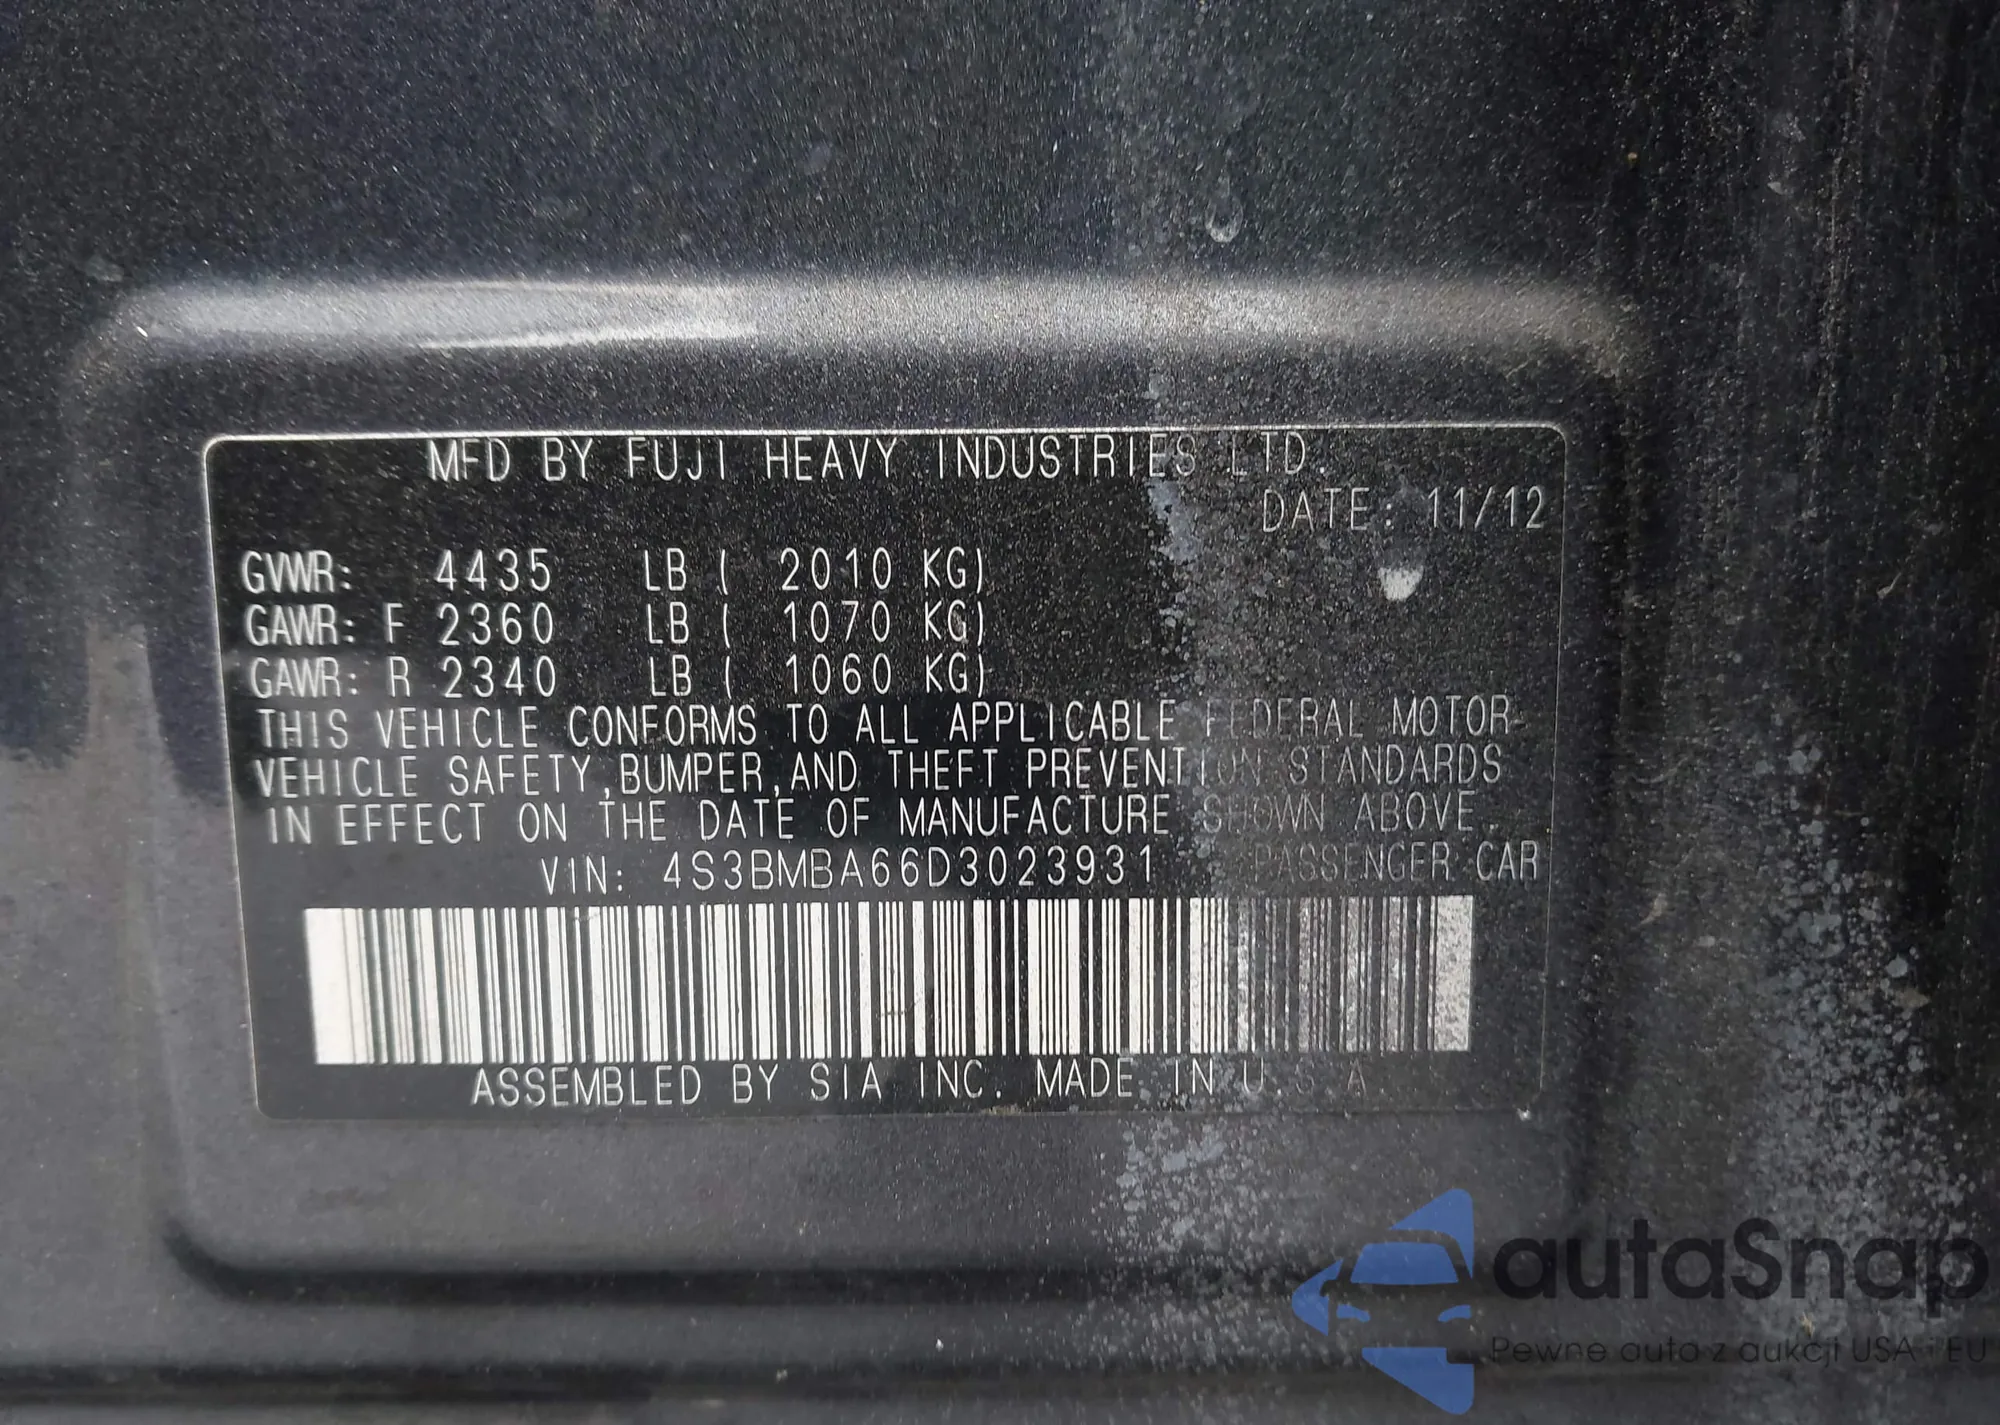 MFD BY FUJI HEAVY INDUSTRIES LTD.
DATE: 11/12
GVWR: 4435 LB ( 2010 KG)
GAWR: F 2360 LB ( 1070 KG)
GAWR: R 2340 LB ( 1060 KG)
THIS VEHICLE CONFORMS TO ALL APPLICABLE FEDERAL MOTOR
VEHICLE SAFETY,BUMPER,AND THEFT PREVENTION STANDARDS
IN EFFECT ON THE DATE OF MANUFACTURE SHOWN ABOVE.
VIN: 4S3BMBA66D3023931 PASSENGER CAR
ASSEMBLED BY SIA INC. MADE IN U.S.A.
autaSnap
Pewne auta z aukcji USA i EU